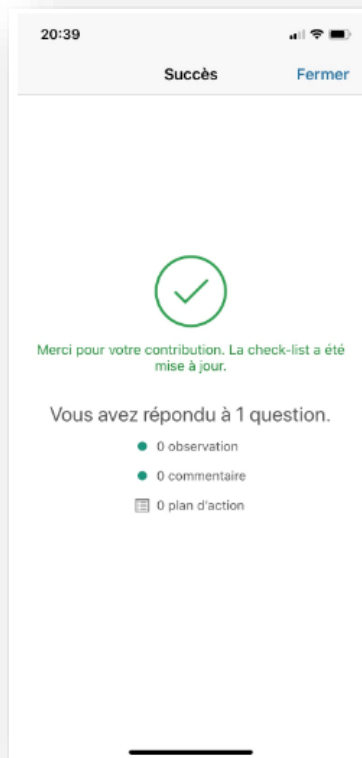 20:39
Succès
Fermer
Merci pour votre contribution. La check-list a été
mise à jour.
Vous avez répondu à 1 question.
0 observation
0 commentaire
0 plan d'action